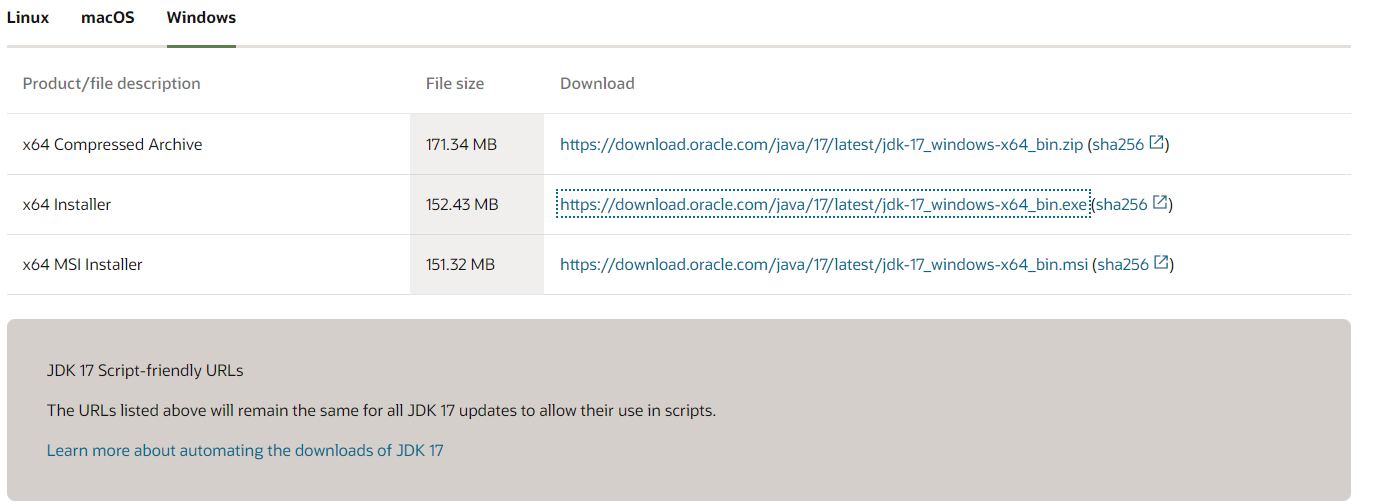 Linux macOS Windows
Product/file description File size Download
x64 Compressed Archive 171.34 MB https://download.oracle.com/java/17/latest/jdk-17_windows-x64_bin.zip (sha256)
x64 Installer 152.43 MB https://download.oracle.com/java/17/latest/jdk-17_windows-x64_bin.exe (sha256)
x64 MSI Installer 151.32 MB https://download.oracle.com/java/17/latest/jdk-17_windows-x64_bin.msi (sha256)
JDK 17 Script-friendly URLs
The URLs listed above will remain the same for all JDK 17 updates to allow their use in scripts.
Learn more about automating the downloads of JDK 17